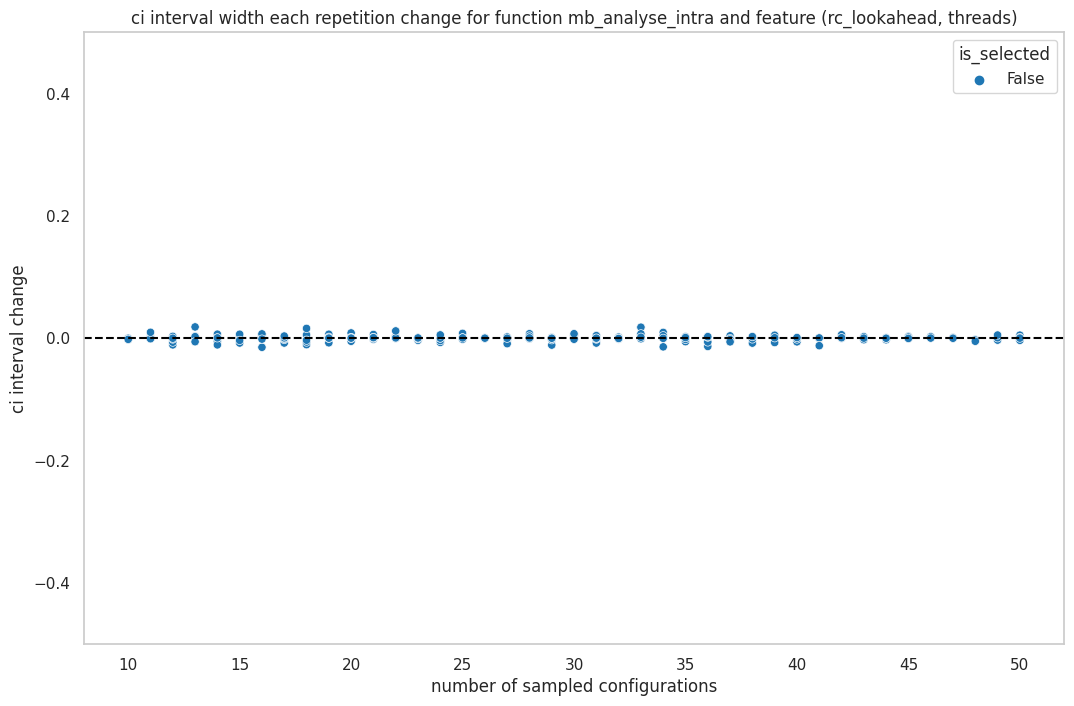 ci interval width each repetition change for function mb_analyse_intra and feature (rc_lookahead, threads)
is_selected
False
ci interval change
0.4
0.2
0.0
−0.2
−0.4
10 15 20 25 30 35 40 45 50
number of sampled configurations